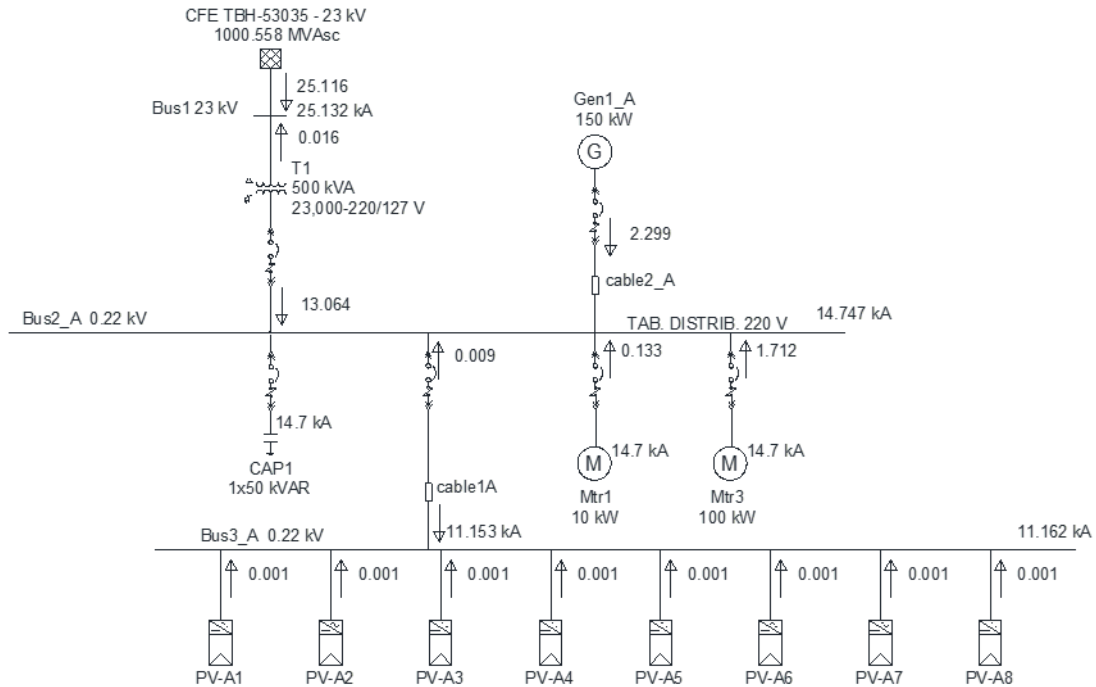 CFE TBH-53035 - 23 kV
1000.558 MVAsc
25.116
Bus1 23 kV
25.132 kA
0.016
T1
500 kVA
23,000-220/127 V
Gen1_A
150 kW
G
2.299
cable2_A
13.064
Bus2_A 0.22 kV
TAB. DISTRIB. 220 V
14.747 kA
0.009
0.133
1.712
14.7 kA
CAP1
1x50 kVAR
14.7 kA
M
Mtr1
10 kW
14.7 kA
M
Mtr3
100 kW
cable1A
Bus3_A 0.22 kV
11.153 kA
11.162 kA
0.001
0.001
0.001
0.001
0.001
0.001
0.001
0.001
PV-A1
PV-A2
PV-A3
PV-A4
PV-A5
PV-A6
PV-A7
PV-A8